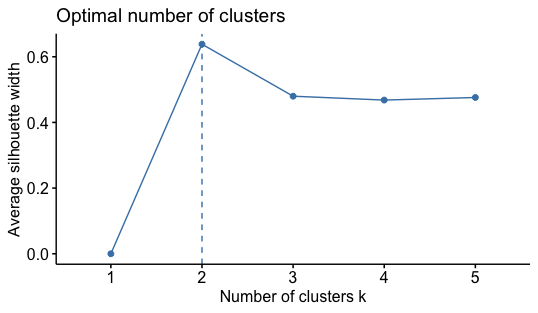 Optimal number of clusters
Average silhouette width
0.6
0.4
0.2
0.0
1 2 3 4 5
Number of clusters k